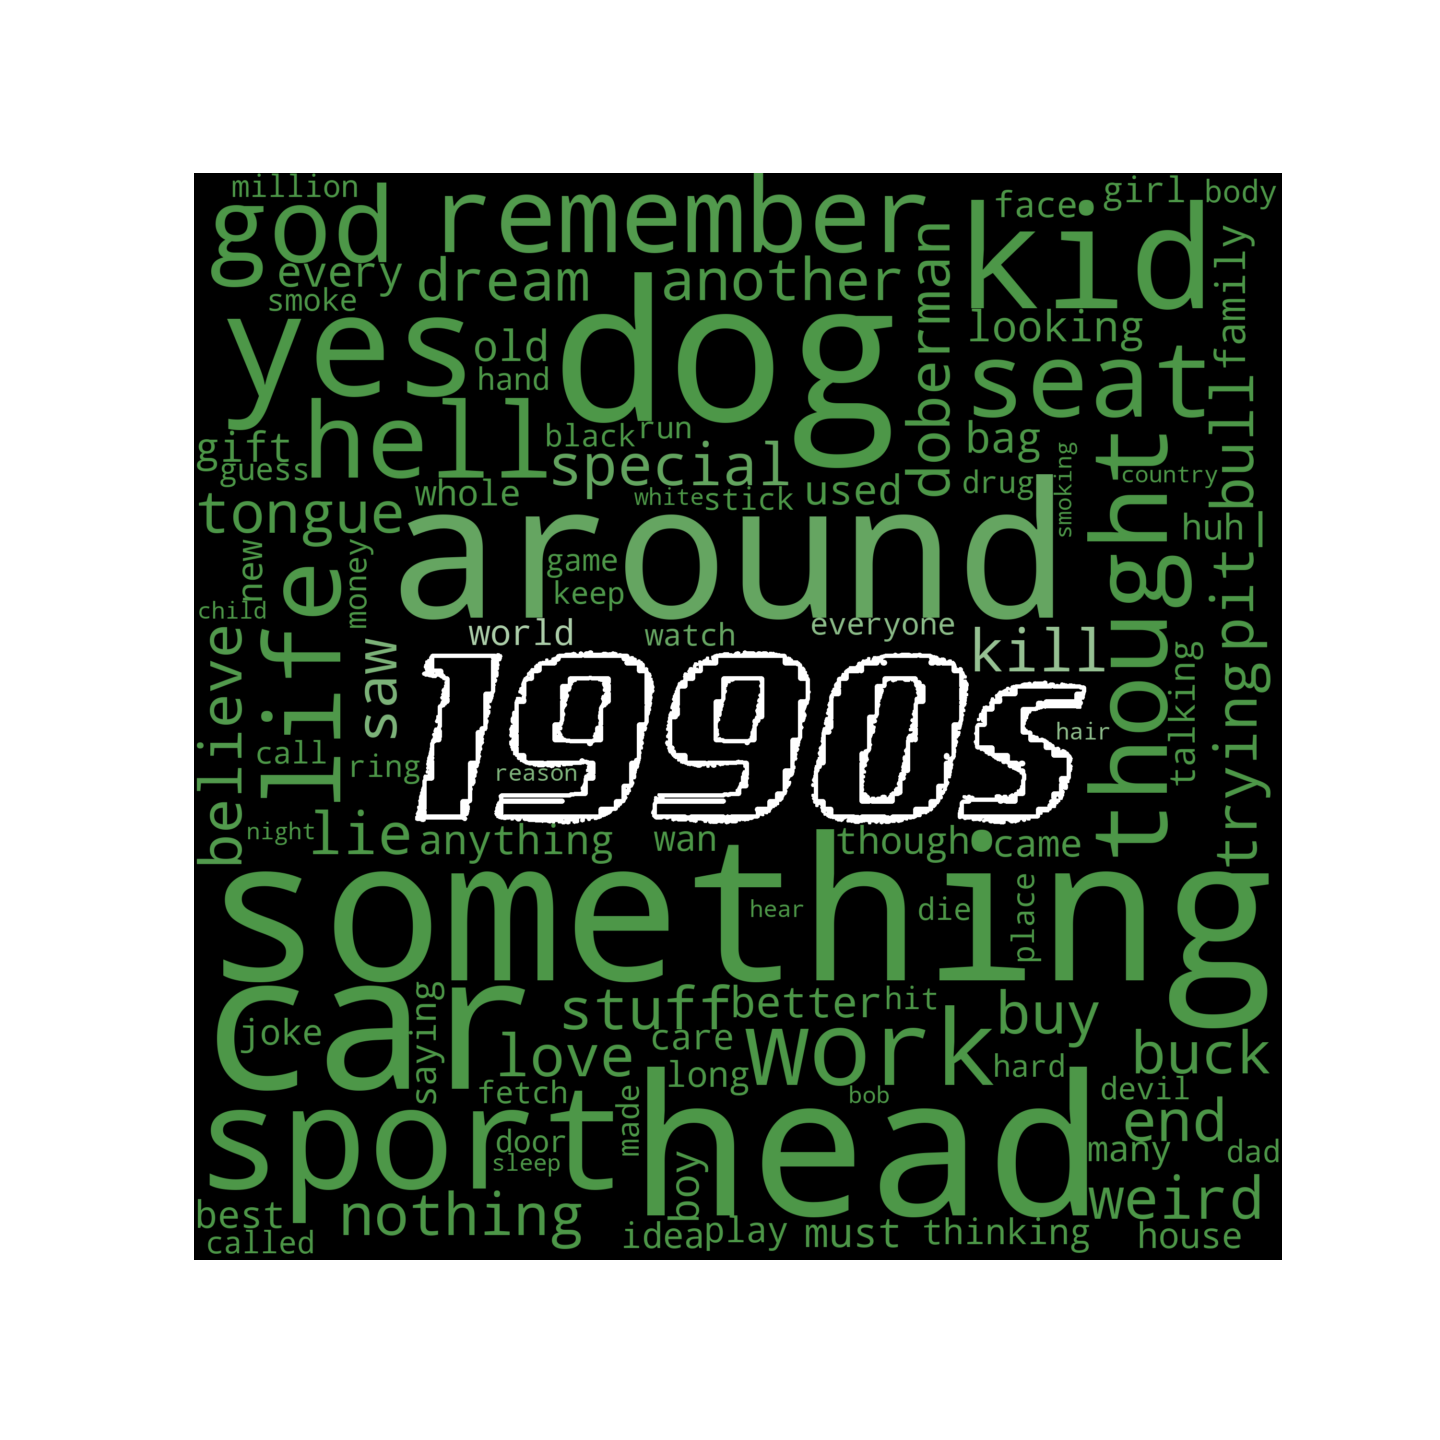 million
god
remember
face
kid
girl
body
every
dream
another
doberman
family
smoke
yes
dog
old
looking
hand
seat
bull
hell
black
run
bag
gift
guess
special
thought
smoking
country
whole
white
stick
used
drug
tongue
around
huh_
new
life
money
game
keep
pit
child
world
watch
everyone
kill
believe
saw
1990s
talking
trying
call
ring
reason
hair
night
lie
anything
wan
though
came
something
hear
die
place
car
saying
stuff
better
hit
buy
joke
love
care
work
long
hard
buck
fetch
made
bob
devil
sport
head
end
door
sleep
many
dad
boy
weird
best
nothing
called
idea
play
must
thinking
house